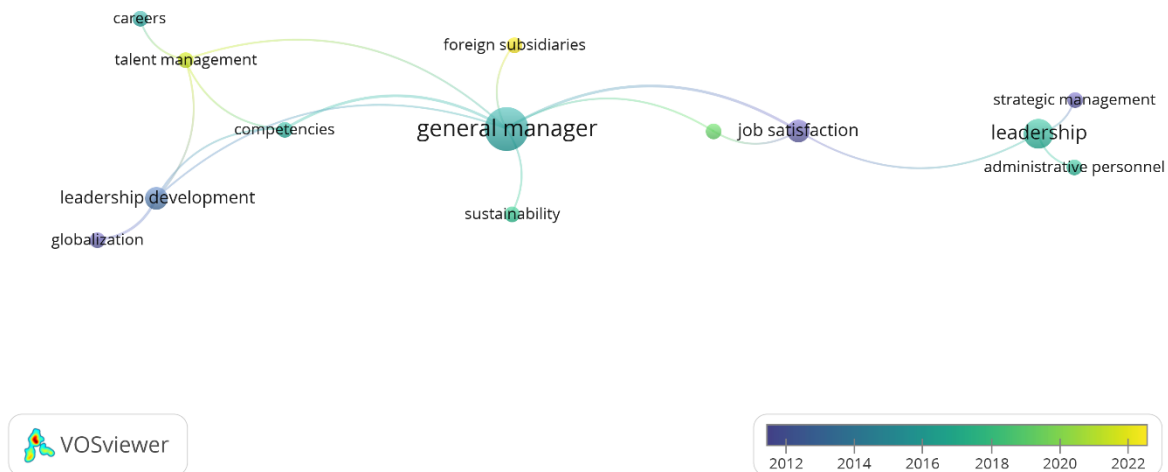 careers
talent management
foreign subsidiaries
strategic management
competencies
general manager
job satisfaction
leadership
administrative personnel
leadership development
sustainability
globalization
VOSviewer
2012 2014 2016 2018 2020 2022